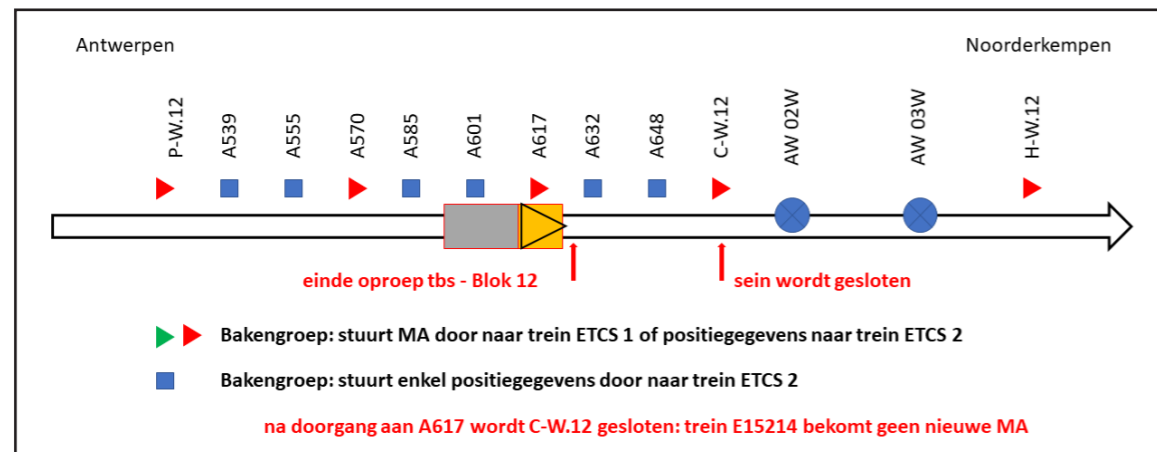 Antwerpen
Noorderkempen
P-W.12
A539
A555
A570
A585
A601
A617
A632
A648
C-W.12
AW 02W
AW 03W
H-W.12
einde oproep tbs - Blok 12
sein wordt gesloten
Bakengroep: stuurt MA door naar trein ETCS 1 of positiegegevens naar trein ETCS 2
Bakengroep: stuurt enkel positiegegevens door naar trein ETCS 2
na doorgang aan A617 wordt C-W.12 gesloten: trein E15214 bekomt geen nieuwe MA